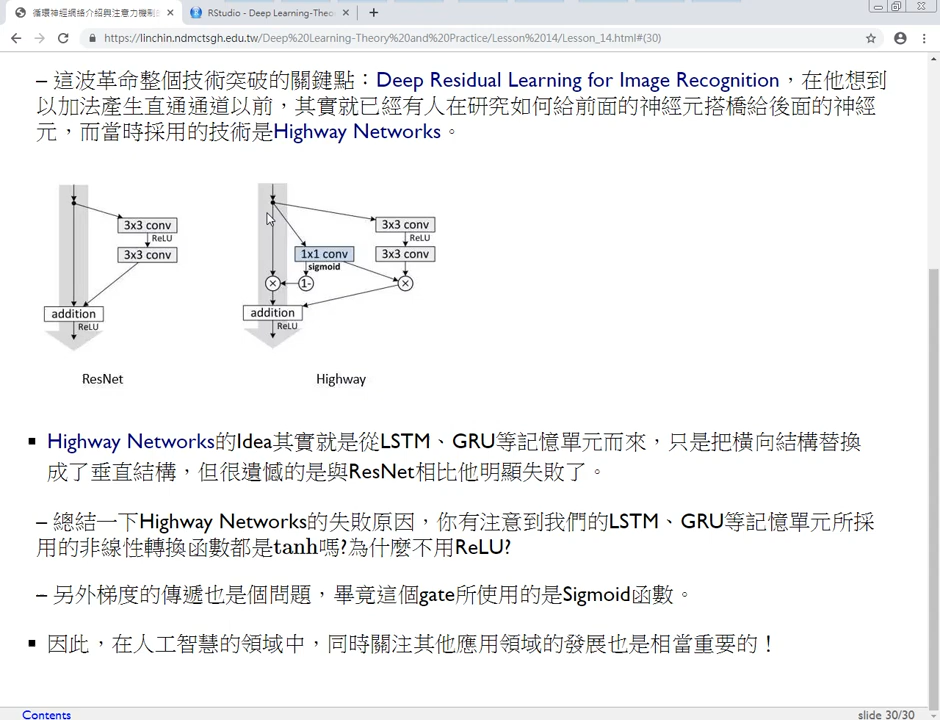 循環神經網絡介紹與注意力機制
RStudio - Deep Learning-Theo
https://linchin.ndmctsgh.edu.tw/Deep%20Learning-Theory%20and%20Practice/Lesson%2014/Lesson_14.html#(30)
– 這波革命整個技術突破的關鍵點：Deep Residual Learning for Image Recognition，在他想到
以加法產生直通通道以前，其實就已經有人在研究如何給前面的神經元搭橋給後面的神經
元，而當時採用的技術是Highway Networks。
3x3 conv
ReLU
3x3 conv
addition
ReLU
ResNet
3x3 conv
ReLU
1x1 conv
3x3 conv
sigmoid
1-
addition
ReLU
Highway
▪ Highway Networks的Idea其實就是從LSTM、GRU等記憶單元而來，只是把橫向結構替換
成了垂直結構，但很遺憾的是與ResNet相比他明顯失敗了。
– 總結一下Highway Networks的失敗原因，你有注意到我們的LSTM、GRU等記憶單元所採
用的非線性轉換函數都是tanh嗎?為什麼不用ReLU?
– 另外梯度的傳遞也是個問題，畢竟這個gate所使用的是Sigmoid函數。
▪ 因此，在人工智慧的領域中，同時關注其他應用領域的發展也是相當重要的！
Contents
slide 30/30